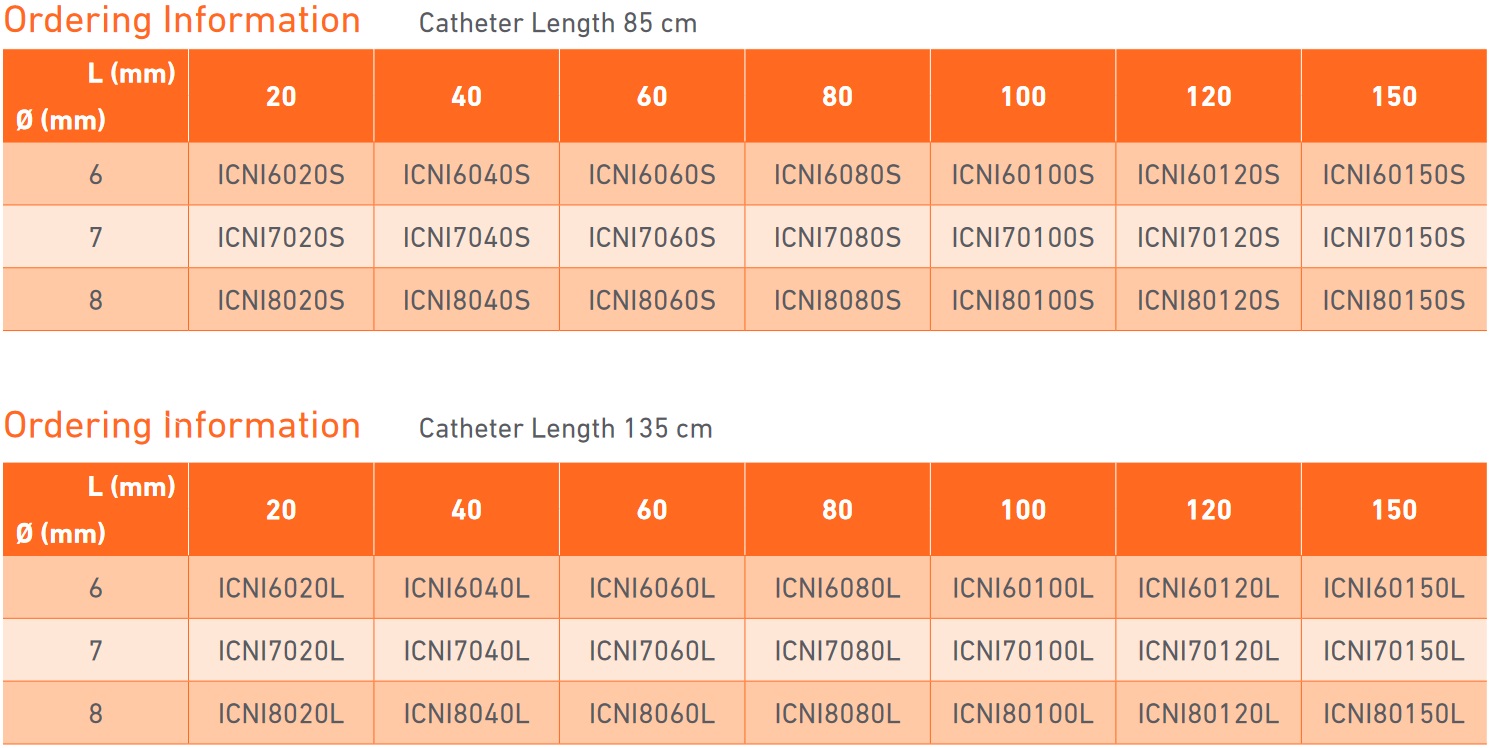 Ordering Information Catheter Length 85 cm
L (mm)
Ø (mm)
20 40 60 80 100 120 150
6 ICNI6020S ICNI6040S ICNI6060S ICNI6080S ICNI60100S ICNI60120S ICNI60150S
7 ICNI7020S ICNI7040S ICNI7060S ICNI7080S ICNI70100S ICNI70120S ICNI70150S
8 ICNI8020S ICNI8040S ICNI8060S ICNI8080S ICNI80100S ICNI80120S ICNI80150S
Ordering Information Catheter Length 135 cm
L (mm)
Ø (mm)
20 40 60 80 100 120 150
6 ICNI6020L ICNI6040L ICNI6060L ICNI6080L ICNI60100L ICNI60120L ICNI60150L
7 ICNI7020L ICNI7040L ICNI7060L ICNI7080L ICNI70100L ICNI70120L ICNI70150L
8 ICNI8020L ICNI8040L ICNI8060L ICNI8080L ICNI80100L ICNI80120L ICNI80150L